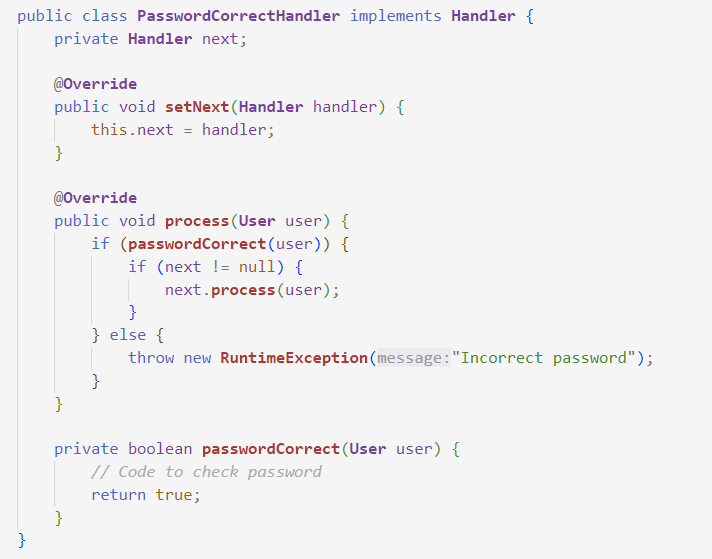 public class PasswordCorrectHandler implements Handler {
    private Handler next;

    @Override
    public void setNext(Handler handler) {
        this.next = handler;
    }

    @Override
    public void process(User user) {
        if (passwordCorrect(user)) {
            if (next != null) {
                next.process(user);
            }
        } else {
            throw new RuntimeException(message:"Incorrect password");
        }
    }

    private boolean passwordCorrect(User user) {
        // Code to check password
        return true;
    }
}